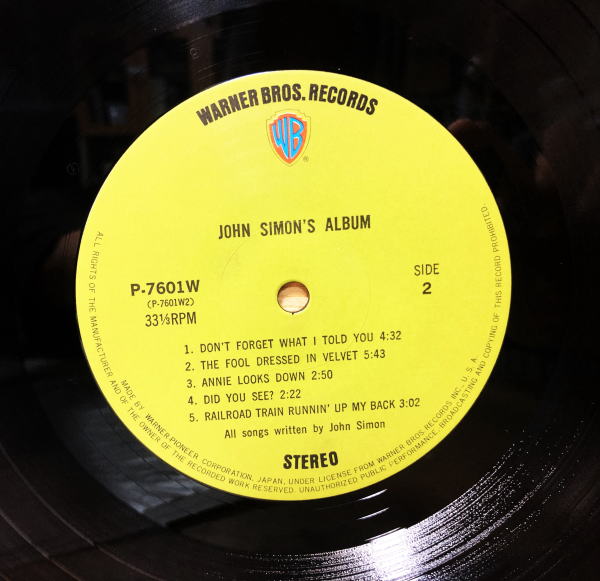 WARNER BROS. RECORDS
WB
®
JOHN SIMON'S ALBUM
P-7601W
(P-7601W2)
33⅓RPM
SIDE
2
1. DON'T FORGET WHAT I TOLD YOU 4:32
2. THE FOOL DRESSED IN VELVET 5:43
3. ANNIE LOOKS DOWN 2:50
4. DID YOU SEE? 2:22
5. RAILROAD TRAIN RUNNIN' UP MY BACK 3:02
All songs written by John Simon
STEREO
MADE BY WARNER-PIONEER CORPORATION, JAPAN, UNDER LICENSE FROM WARNER BROS. RECORDS INC., U. S. A.
ALL RIGHTS OF THE MANUFACTURER AND OF THE OWNER OF THE RECORDED WORK RESERVED. UNAUTHORIZED PUBLIC PERFORMANCE, BROADCASTING AND COPYING OF THIS RECORD PROHIBITED.